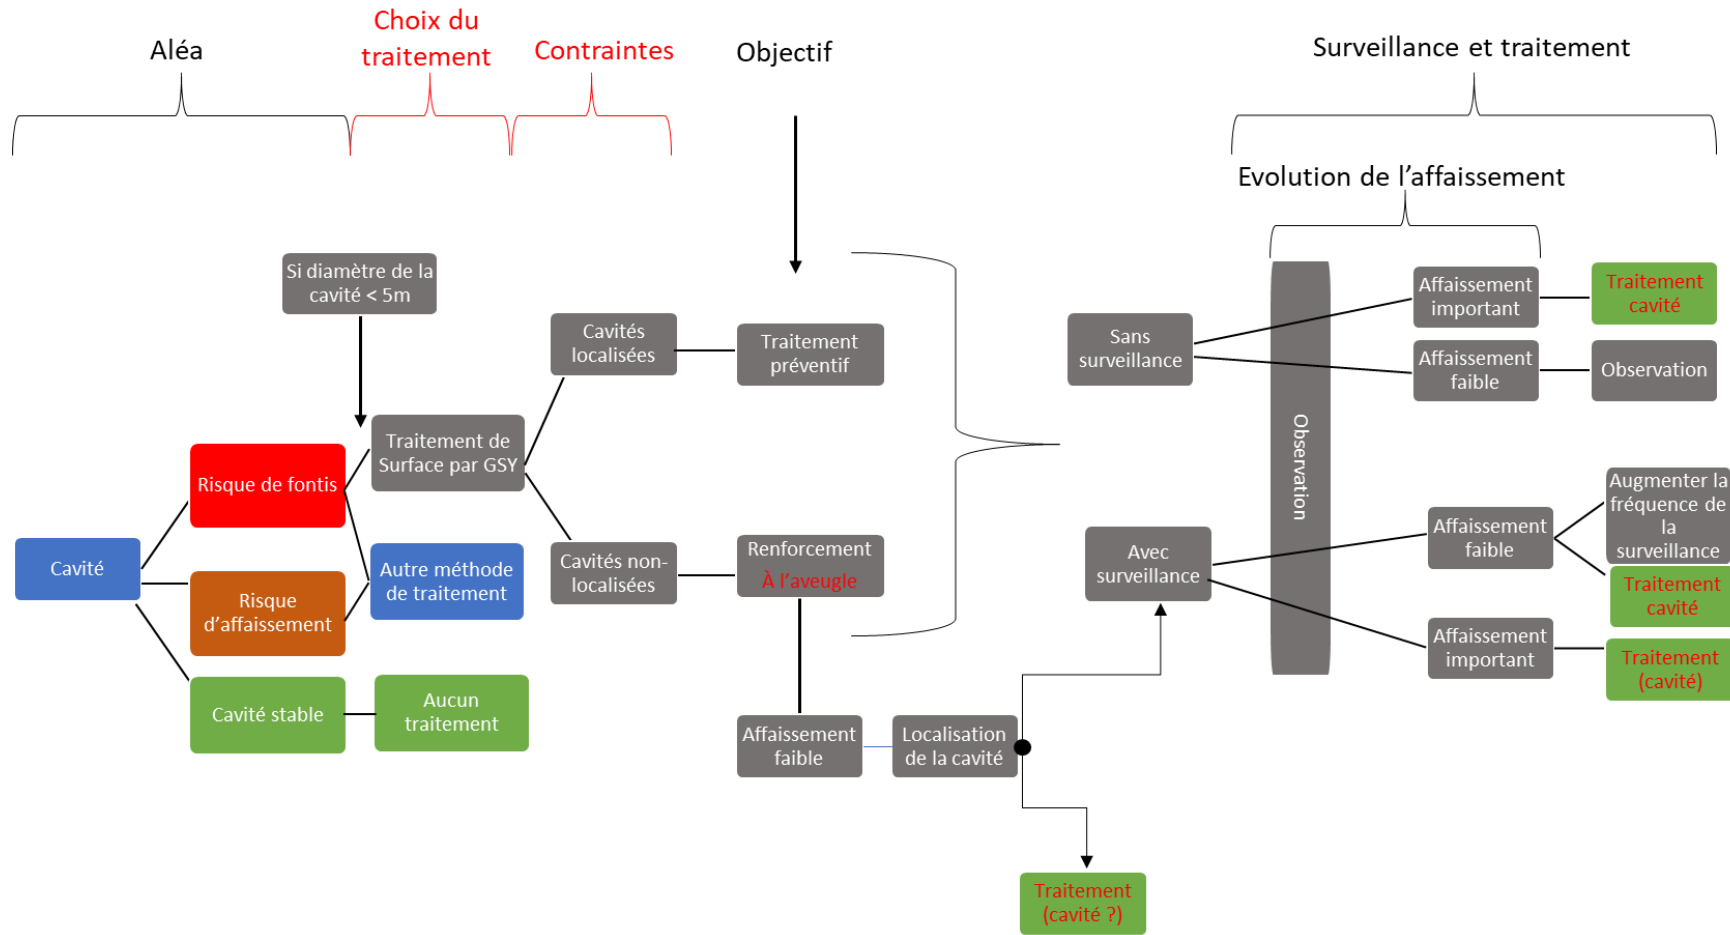 Aléa
Choix du
traitement
Contraintes
Objectif
Surveillance et traitement
Evolution de l’affaissement
Si diamètre de la
cavité < 5m
Cavités
localisées
Traitement
préventif
Traitement de
Surface par GSY
Risque de fontis
Cavité
Risque
d’affaissement
Autre méthode
de traitement
Cavités non-
localisées
Renforcement
À l’aveugle
Cavité stable
Aucun
traitement
Affaissement
faible
Localisation
de la cavité
Traitement
(cavité ?)
Sans
surveillance
Avec
surveillance
Observation
Affaissement
important
Traitement
cavité
Affaissement
faible
Observation
Affaissement
faible
Augmenter la
fréquence de
la
surveillance
Traitement
cavité
Affaissement
important
Traitement
(cavité)